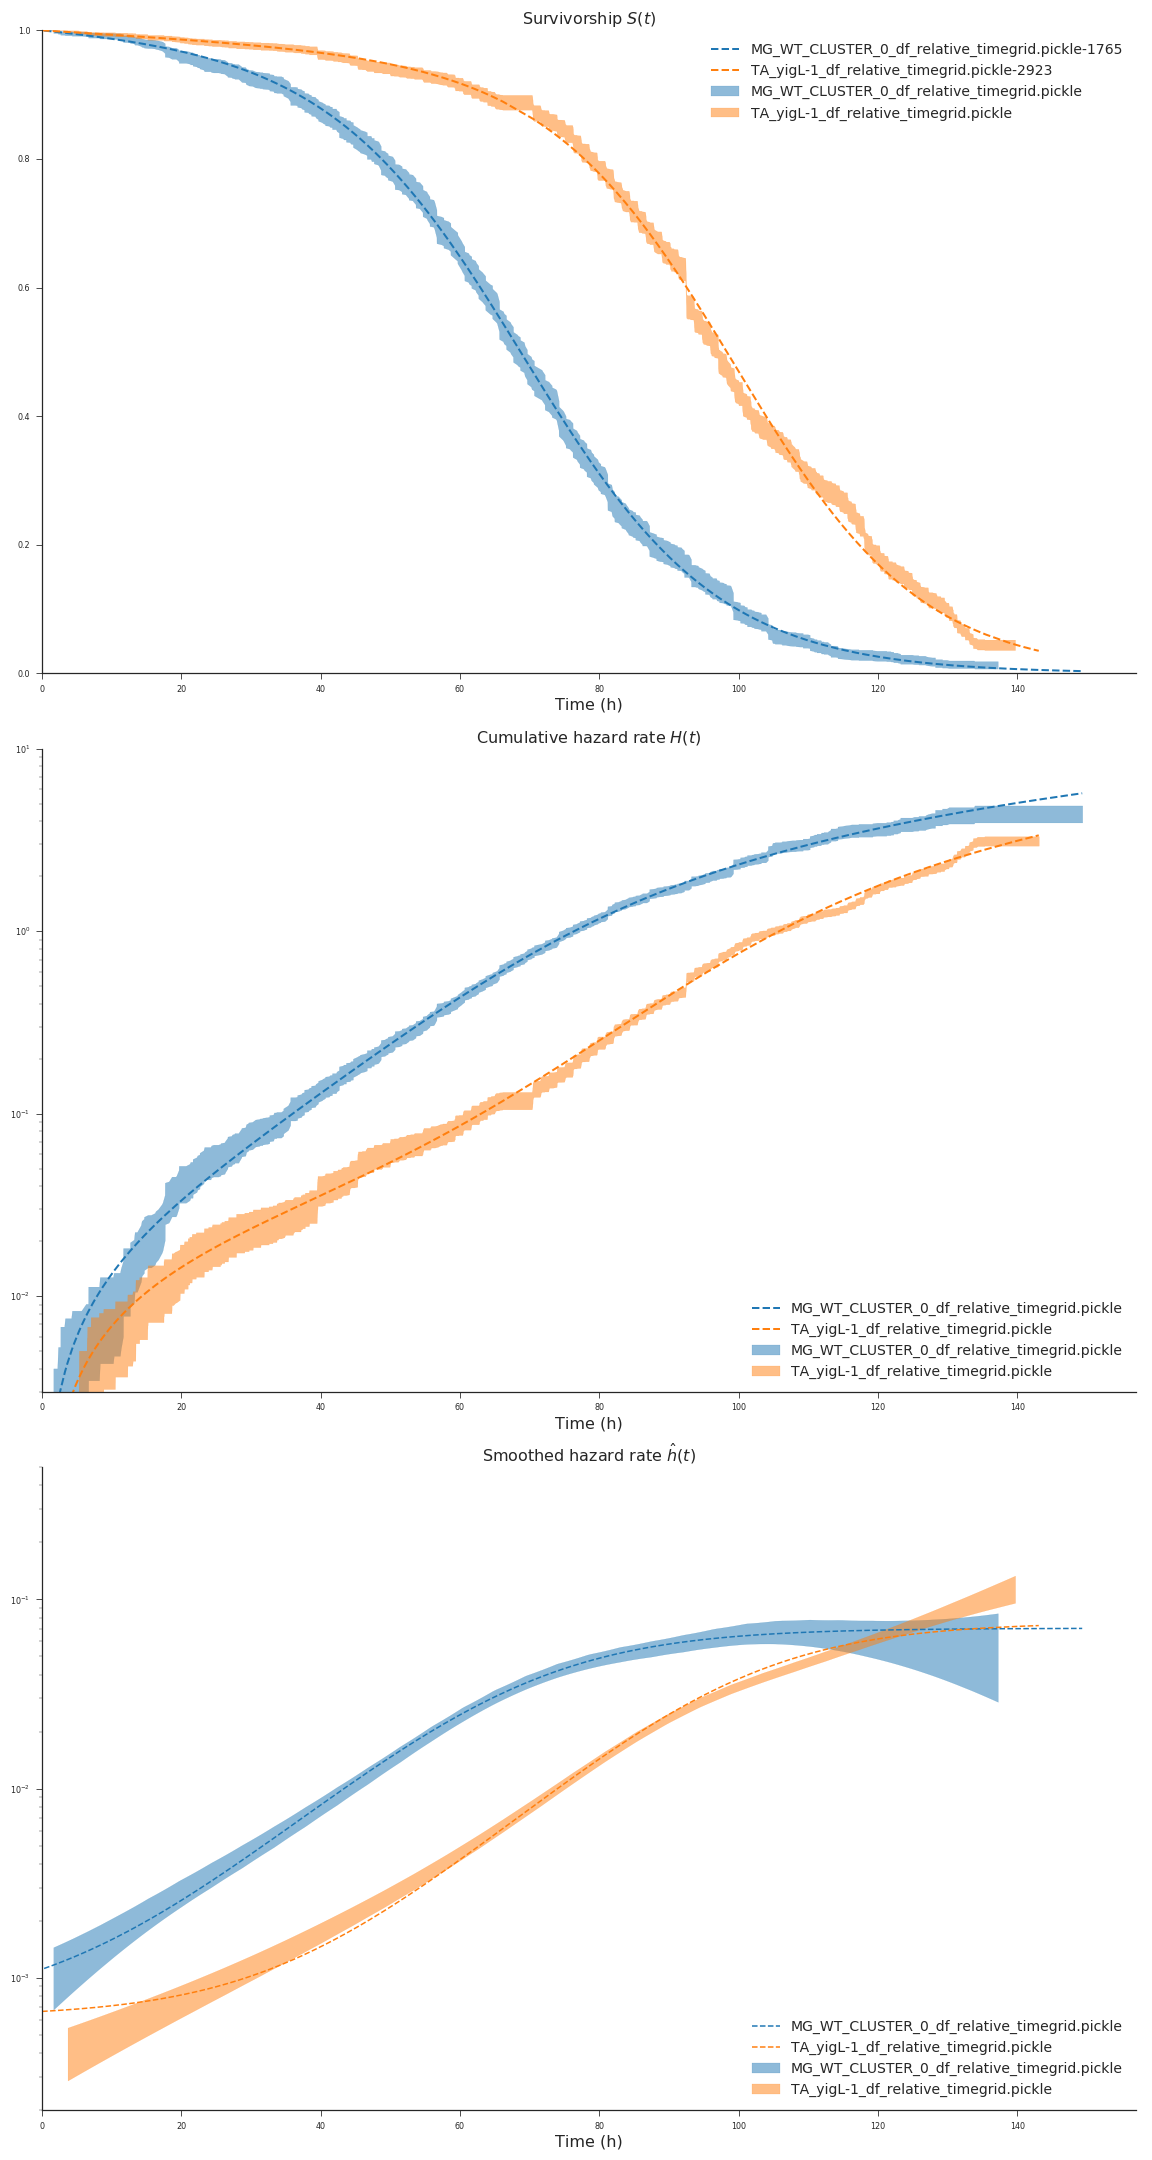 Survivorship S(t)
1.0
0.8
0.6
0.4
0.2
0.0
MG_WT_CLUSTER_0_df_relative_timegrid.pickle-1765
TA_yigL-1_df_relative_timegrid.pickle-2923
MG_WT_CLUSTER_0_df_relative_timegrid.pickle
TA_yigL-1_df_relative_timegrid.pickle
0 20 40 60 80 100 120 140
Time (h)
Cumulative hazard rate H(t)
10¹
10⁰
10⁻¹
10⁻²
MG_WT_CLUSTER_0_df_relative_timegrid.pickle
TA_yigL-1_df_relative_timegrid.pickle
MG_WT_CLUSTER_0_df_relative_timegrid.pickle
TA_yigL-1_df_relative_timegrid.pickle
0 20 40 60 80 100 120 140
Time (h)
Smoothed hazard rate ĥ(t)
10⁻¹
10⁻²
10⁻³
MG_WT_CLUSTER_0_df_relative_timegrid.pickle
TA_yigL-1_df_relative_timegrid.pickle
MG_WT_CLUSTER_0_df_relative_timegrid.pickle
TA_yigL-1_df_relative_timegrid.pickle
0 20 40 60 80 100 120 140
Time (h)